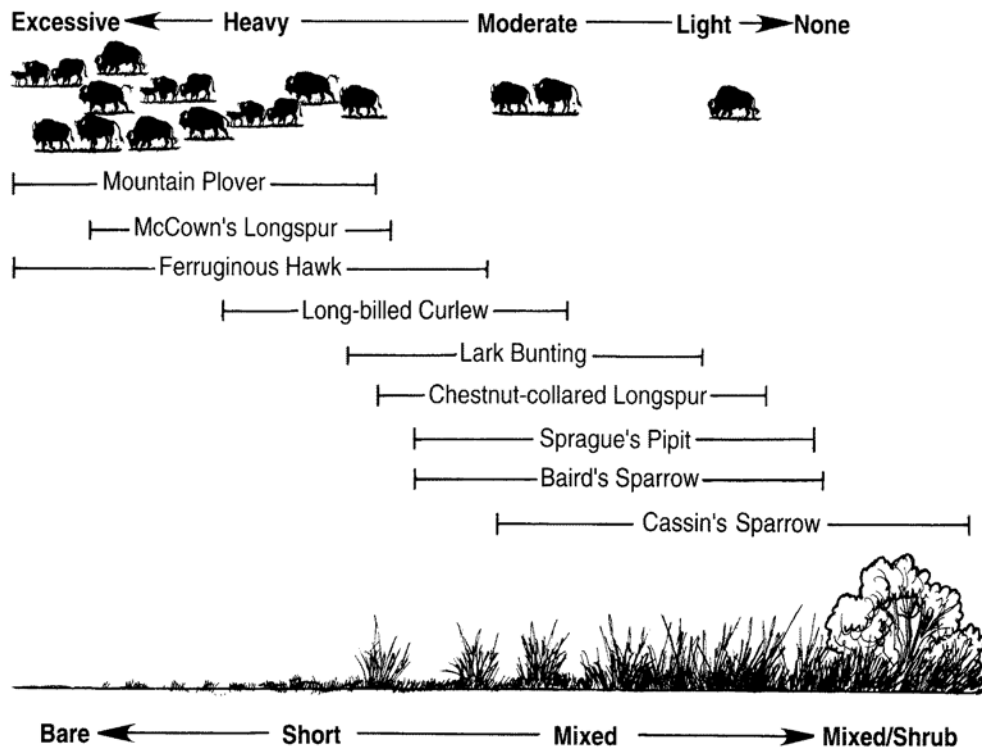 Excessive Heavy Moderate Light None
Mountain Plover
McCown's Longspur
Ferruginous Hawk
Long-billed Curlew
Lark Bunting
Chestnut-collared Longspur
Sprague's Pipit
Baird's Sparrow
Cassin's Sparrow
Bare Short Mixed Mixed/Shrub